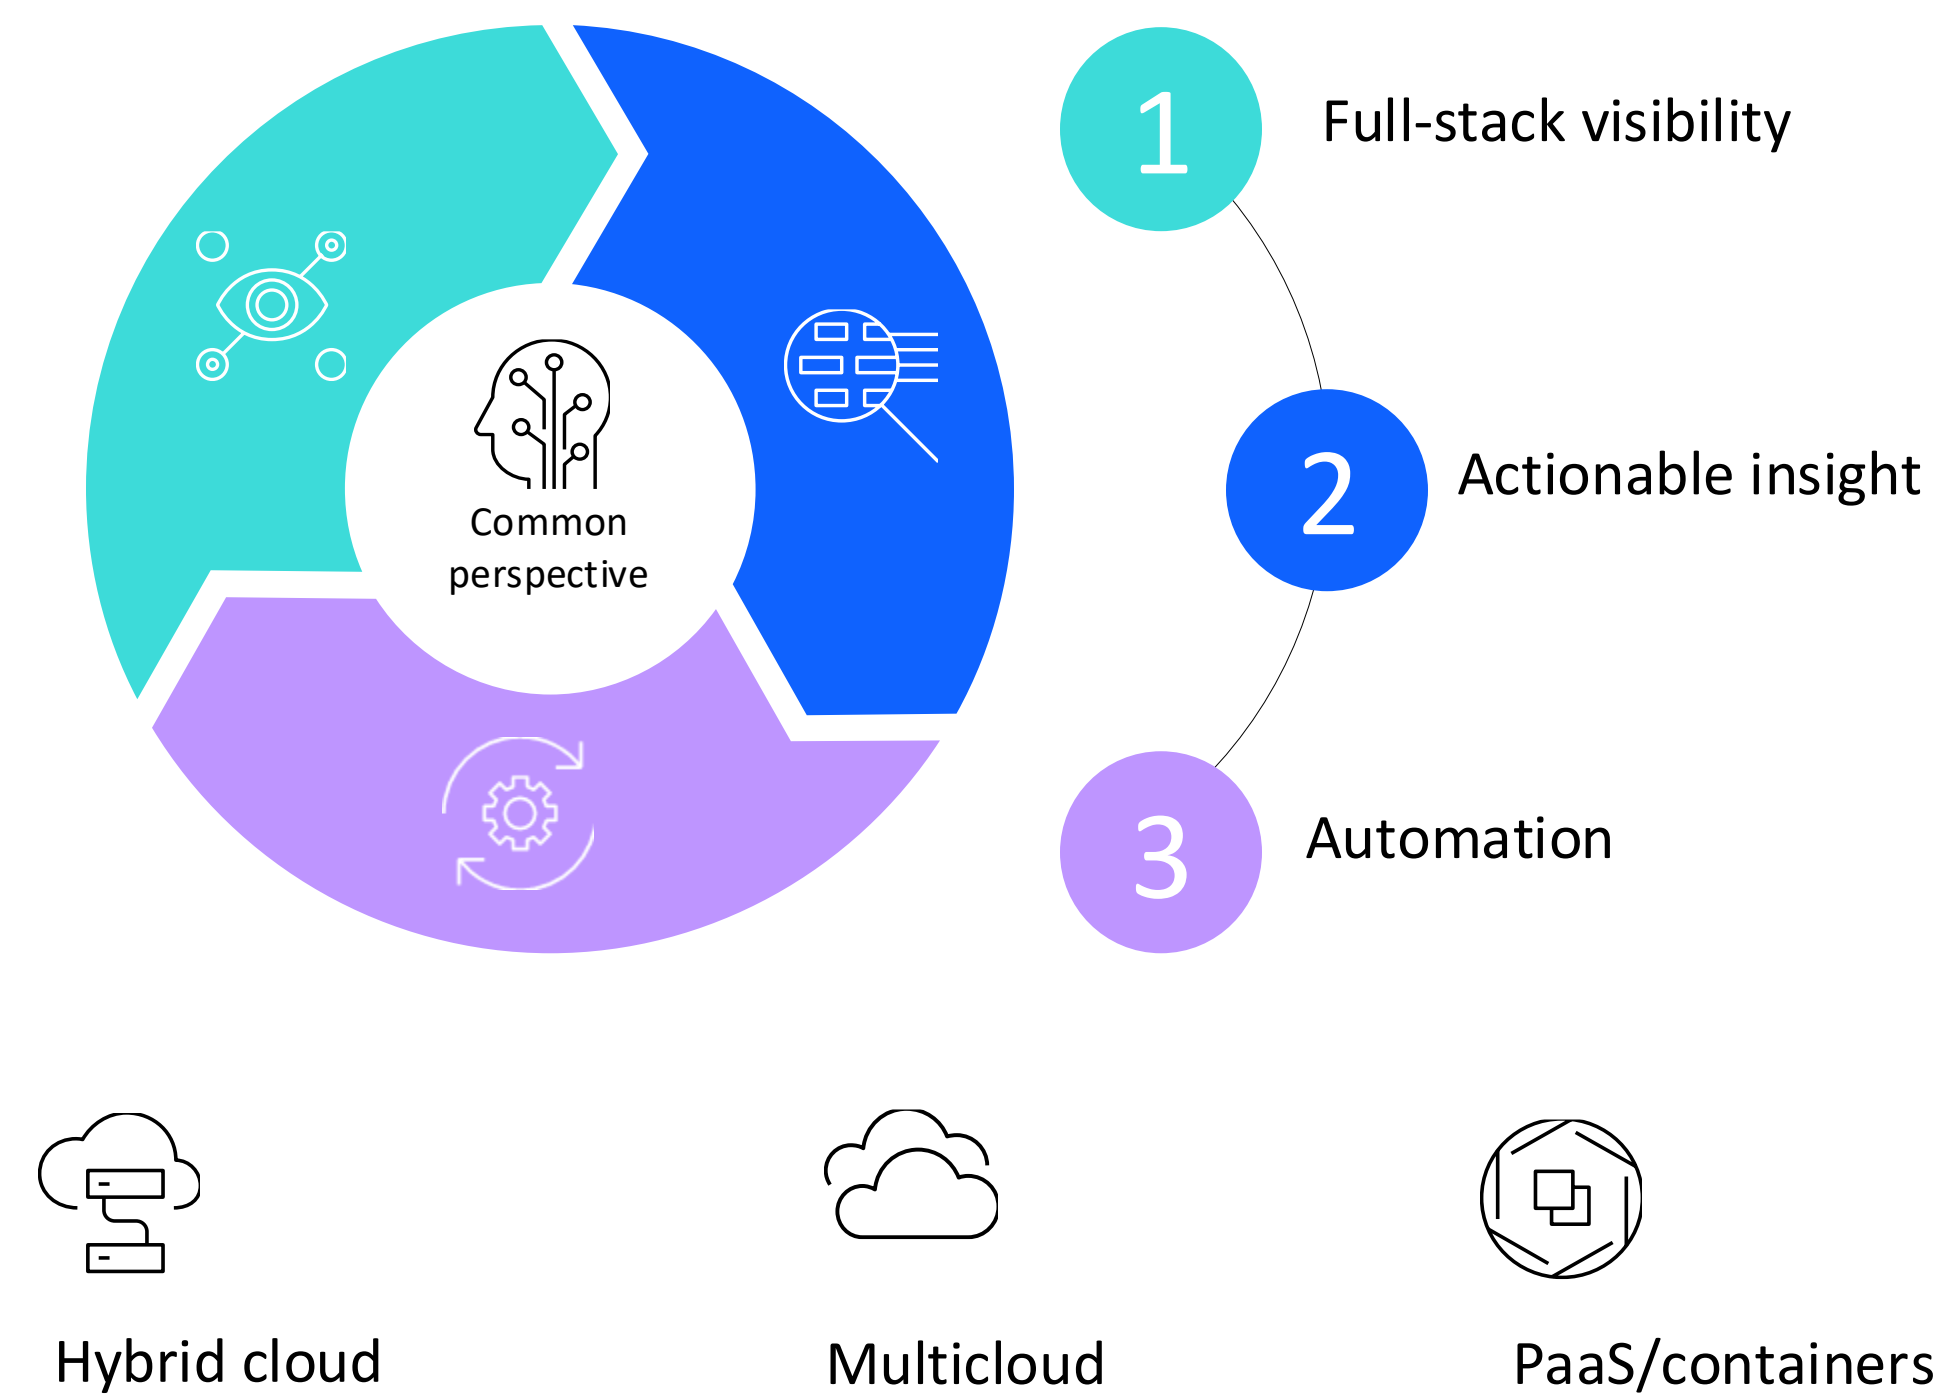 1
Full-stack visibility
2
Actionable insight
Common
perspective
3
Automation
Hybrid cloud
Multicloud
PaaS/containers